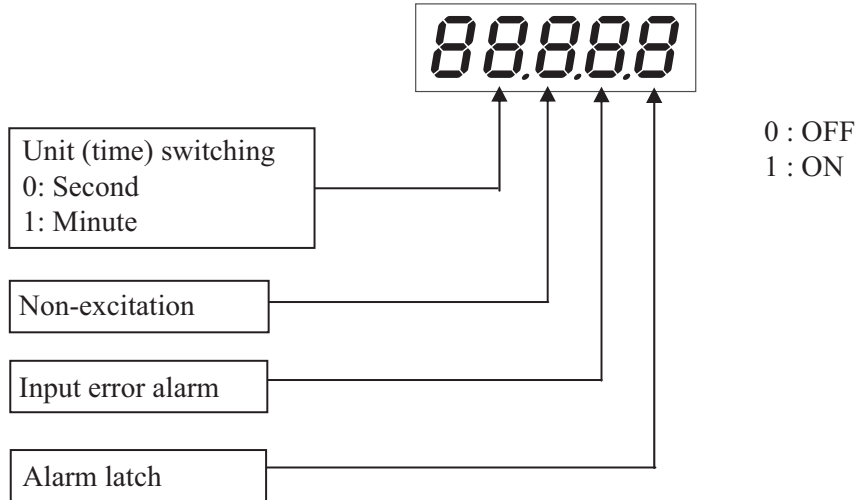 88.8.8.8
Unit (time) switching
0: Second
1: Minute
0 : OFF
1 : ON
Non-excitation
Input error alarm
Alarm latch